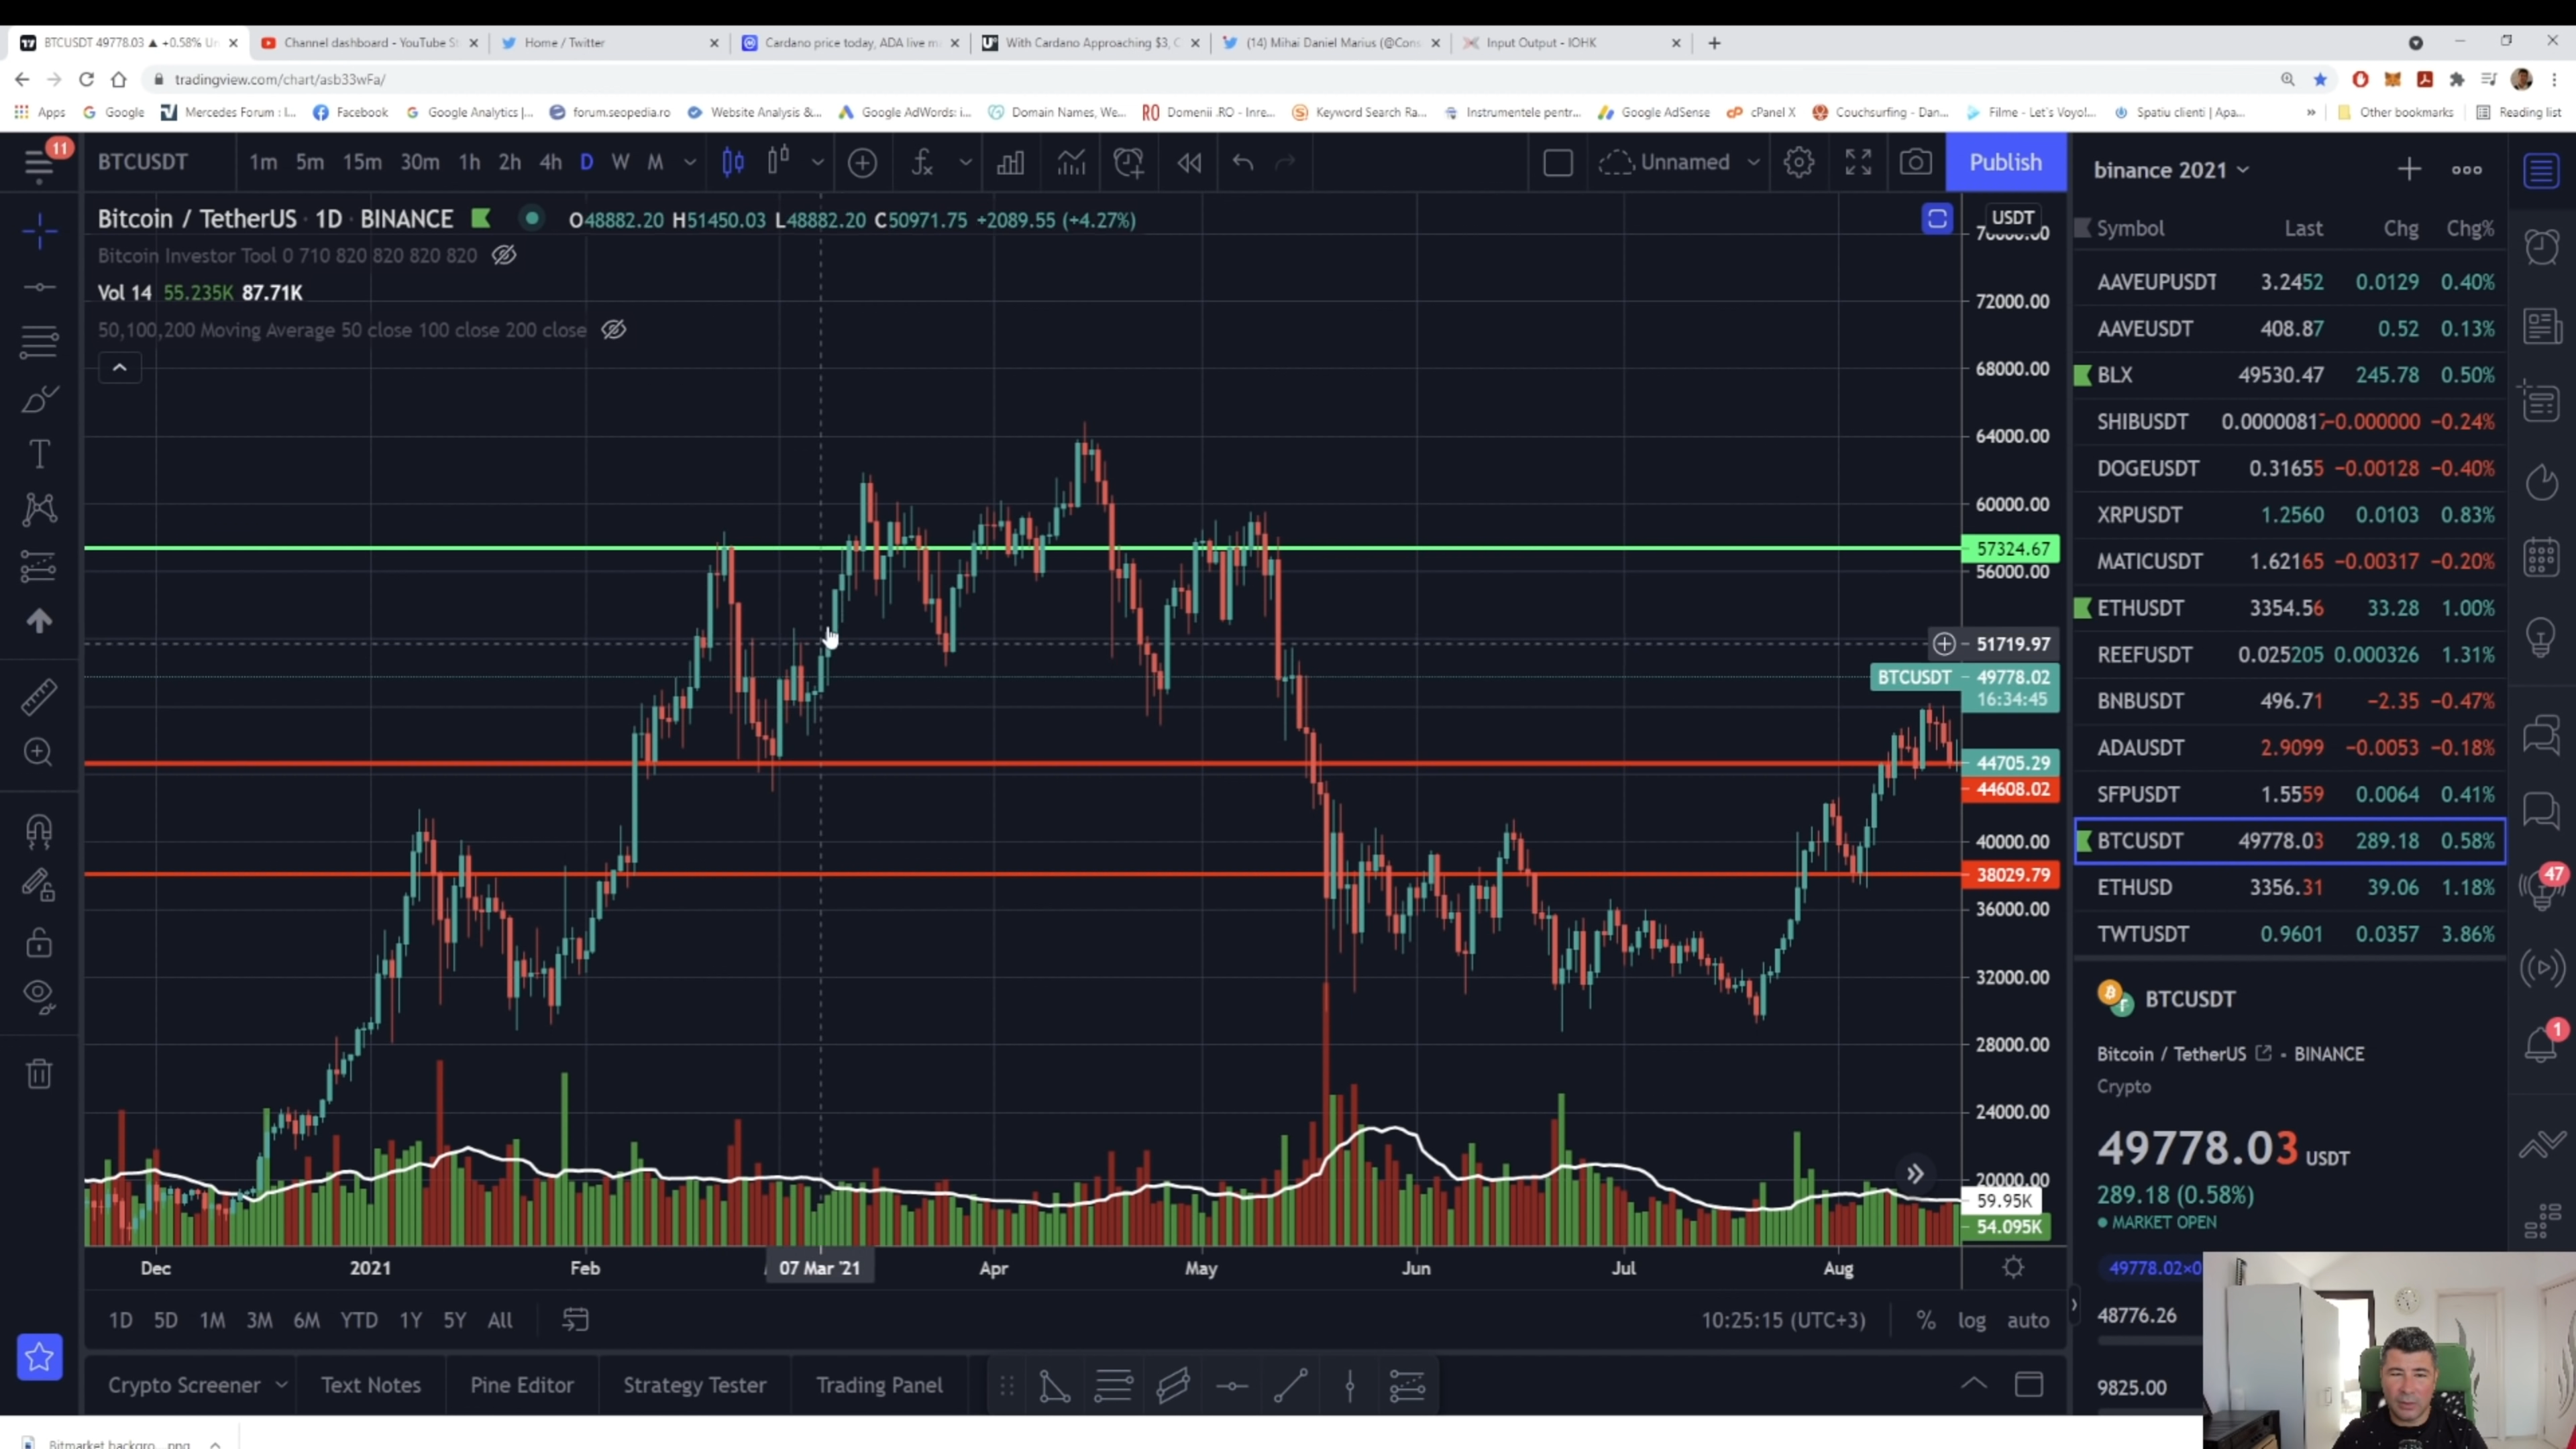 BTCUSDT 49778.03 ▲ +0.58% Un
Channel dashboard - YouTube St
Home / Twitter
Cardano price today, ADA live ma
With Cardano Approaching $3, C
(14) Mihai Daniel Marius (@Cons
Input Output - IOHK
tradingview.com/chart/asb33wFa/
Apps Google Mercedes Forum : I... Facebook Google Analytics |... forum.seopedia.ro Website Analysis &... Google AdWords: i... Domain Names, We... RO Domenii .RO - Inre... Keyword Search Ra... Instrumentele pentr... Google AdSense cPanel X Couchsurfing - Dan... Filme - Let's Voyo!... Spatiu clienti | Apa... » Other bookmarks Reading list
11 BTCUSDT 1m 5m 15m 30m 1h 2h 4h D W M Unnamed Publish
Bitcoin / TetherUS · 1D · BINANCE O48882.20 H51450.03 L48882.20 C50971.75 +2089.55 (+4.27%)
Bitcoin Investor Tool 0 710 820 820 820 820
Vol 14 55.235K 87.71K
50,100,200 Moving Average 50 close 100 close 200 close
USDT
72000.00
68000.00
64000.00
60000.00
57324.67
56000.00
51719.97
BTCUSDT 49778.02
16:34:45
44705.29
44608.02
40000.00
38029.79
36000.00
32000.00
28000.00
24000.00
20000.00
59.95K
54.095K
Dec 2021 Feb 07 Mar '21 Apr May Jun Jul Aug
1D 5D 1M 3M 6M YTD 1Y 5Y All 10:25:15 (UTC+3) % log auto
Crypto Screener Text Notes Pine Editor Strategy Tester Trading Panel
binance 2021
Symbol Last Chg Chg%
AAVEUPUSDT 3.2452 0.0129 0.40%
AAVEUSDT 408.87 0.52 0.13%
BLX 49530.47 245.78 0.50%
SHIBUSDT 0.0000081 -0.000000 -0.24%
DOGEUSDT 0.31655 -0.00128 -0.40%
XRPUSDT 1.2560 0.0103 0.83%
MATICUSDT 1.62165 -0.00317 -0.20%
ETHUSDT 3354.56 33.28 1.00%
REEFUSDT 0.025205 0.000326 1.31%
BNBUSDT 496.71 -2.35 -0.47%
ADAUSDT 2.9099 -0.0053 -0.18%
SFPUSDT 1.5559 0.0064 0.41%
BTCUSDT 49778.03 289.18 0.58%
ETHUSD 3356.31 39.06 1.18%
TWTUSDT 0.9601 0.0357 3.86%
47
1
BTCUSDT
Bitcoin / TetherUS · BINANCE
Crypto
49778.03 USDT
289.18 (0.58%)
MARKET OPEN
49778.02×0
48776.26
9825.00